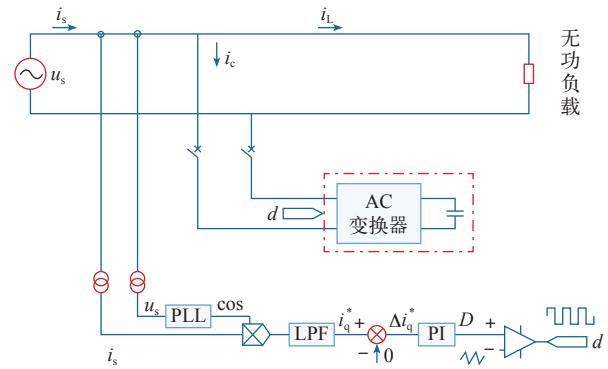 i_s
i_L
i_c
u_s
无功负载
d
AC
变换器
u_s
PLL
cos
LPF
i_q^*
+
−
0
Δi_q^*
PI
D
+
−
d
i_s